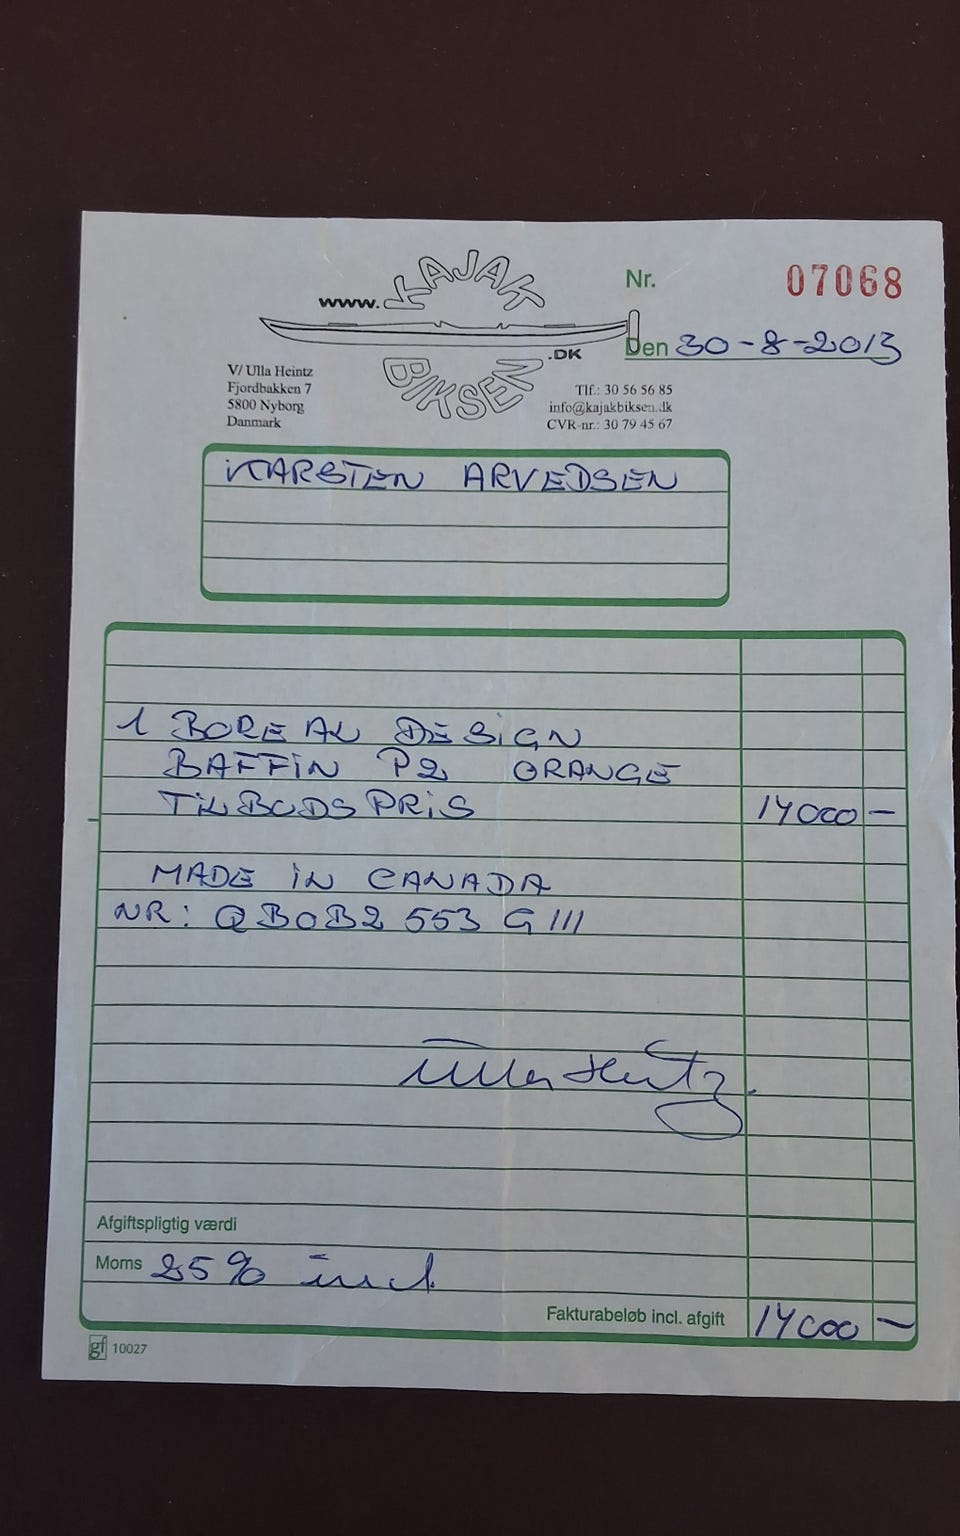 www. KAJAK
BIKSEN .DK
Nr. 07068
Den 30-8-2013
V/ Ulla Heintz
Fjordbakken 7
5800 Nyborg
Danmark
Tlf.: 30 56 56 85
info@kajakbiksen.dk
CVR-nr.: 30 79 45 67
KARSTEN ARVEDSEN
1 BOREAL DESIGN
BAFFIN P2 ORANGE
TILBUDSPRIS 14000 -
MADE IN CANADA
NR: QBOB2 553 G111
Ulla Heintz
Afgiftspligtig værdi
Moms 25% incl.
Fakturabeløb incl. afgift 14000 -
gf 10027